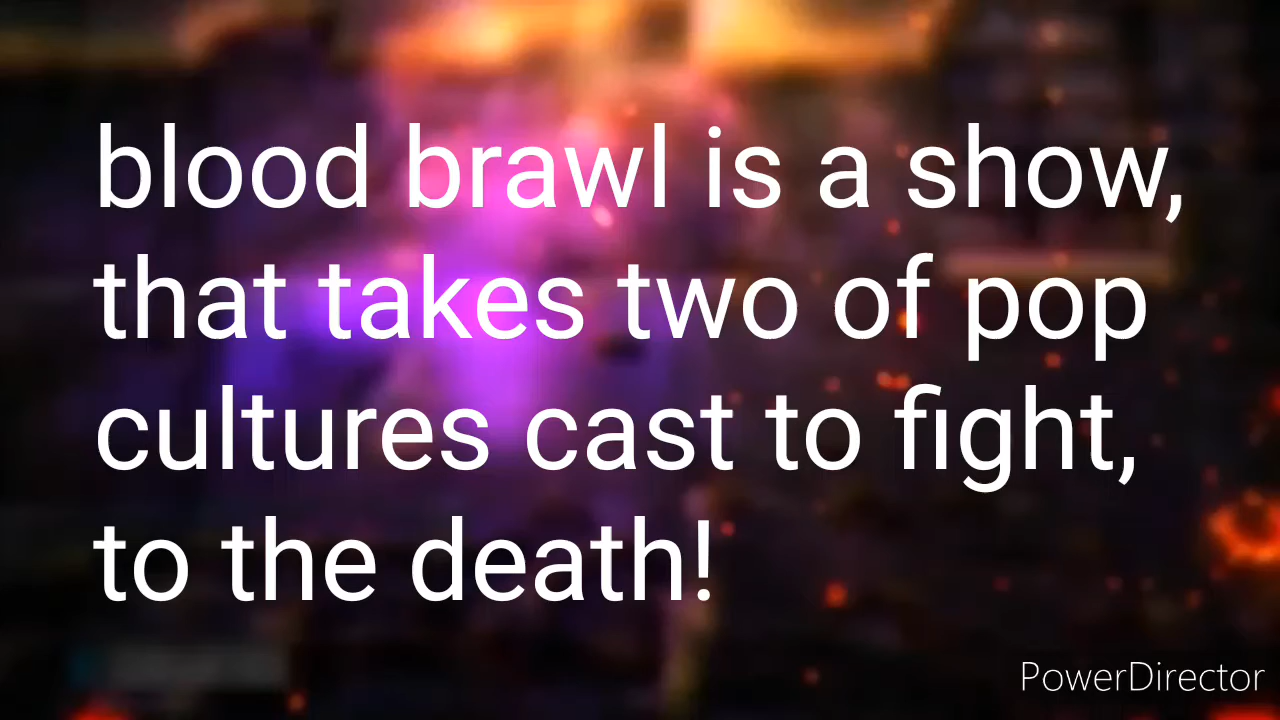 blood brawl is a show,
that takes two of pop
cultures cast to fight,
to the death!
PowerDirector